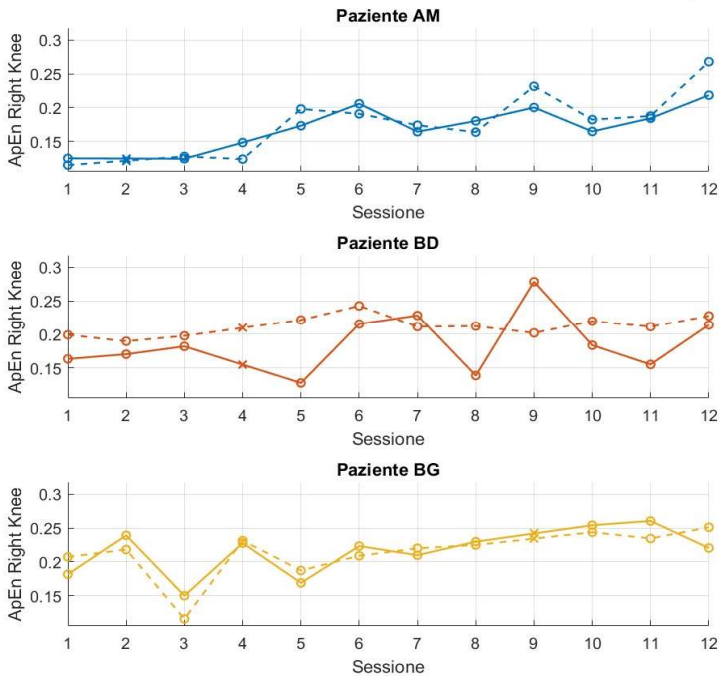 Paziente AM
ApEn Right Knee
0.3
0.25
0.2
0.15
1 2 3 4 5 6 7 8 9 10 11 12
Sessione
Paziente BD
ApEn Right Knee
0.3
0.25
0.2
0.15
1 2 3 4 5 6 7 8 9 10 11 12
Sessione
Paziente BG
ApEn Right Knee
0.3
0.25
0.2
0.15
1 2 3 4 5 6 7 8 9 10 11 12
Sessione